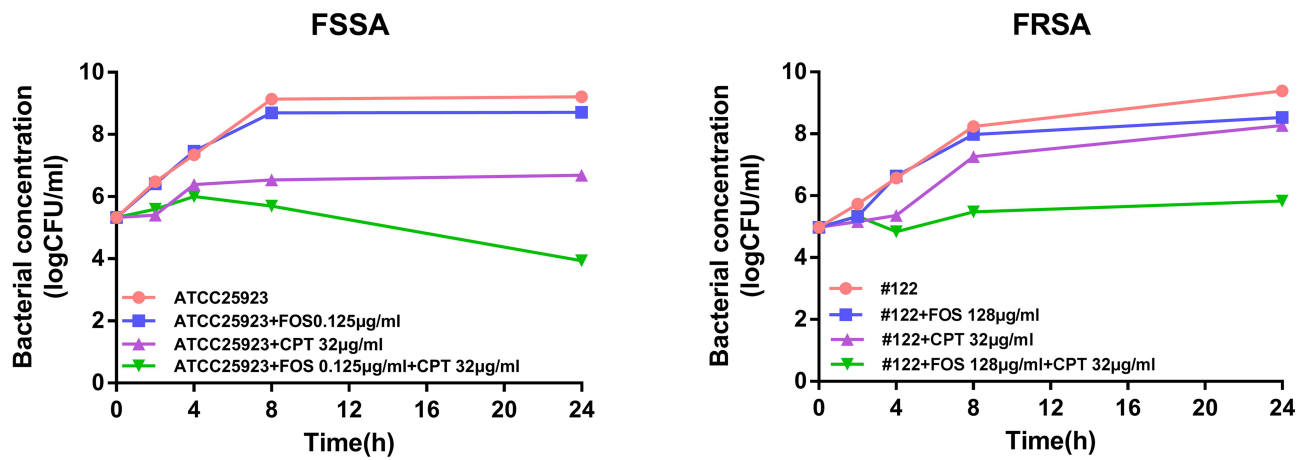 FSSA
Bacterial concentration
(logCFU/ml)
10
8
6
4
2
0
0
4
8
12
16
20
24
Time(h)
ATCC25923
ATCC25923+FOS0.125μg/ml
ATCC25923+CPT 32μg/ml
ATCC25923+FOS 0.125μg/ml+CPT 32μg/ml
FRSA
Bacterial concentration
(logCFU/ml)
10
8
6
4
2
0
0
4
8
12
16
20
24
Time(h)
#122
#122+FOS 128μg/ml
#122+CPT 32μg/ml
#122+FOS 128μg/ml+CPT 32μg/ml